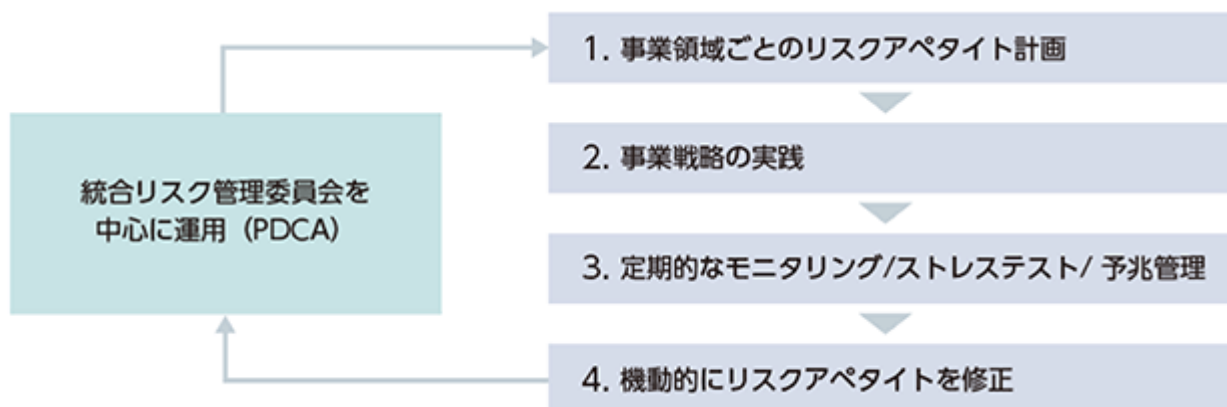 統合リスク管理委員会を
中心に運用（PDCA）
1. 事業領域ごとのリスクアペタイト計画
2. 事業戦略の実践
3. 定期的なモニタリング/ストレステスト/ 予兆管理
4. 機動的にリスクアペタイトを修正